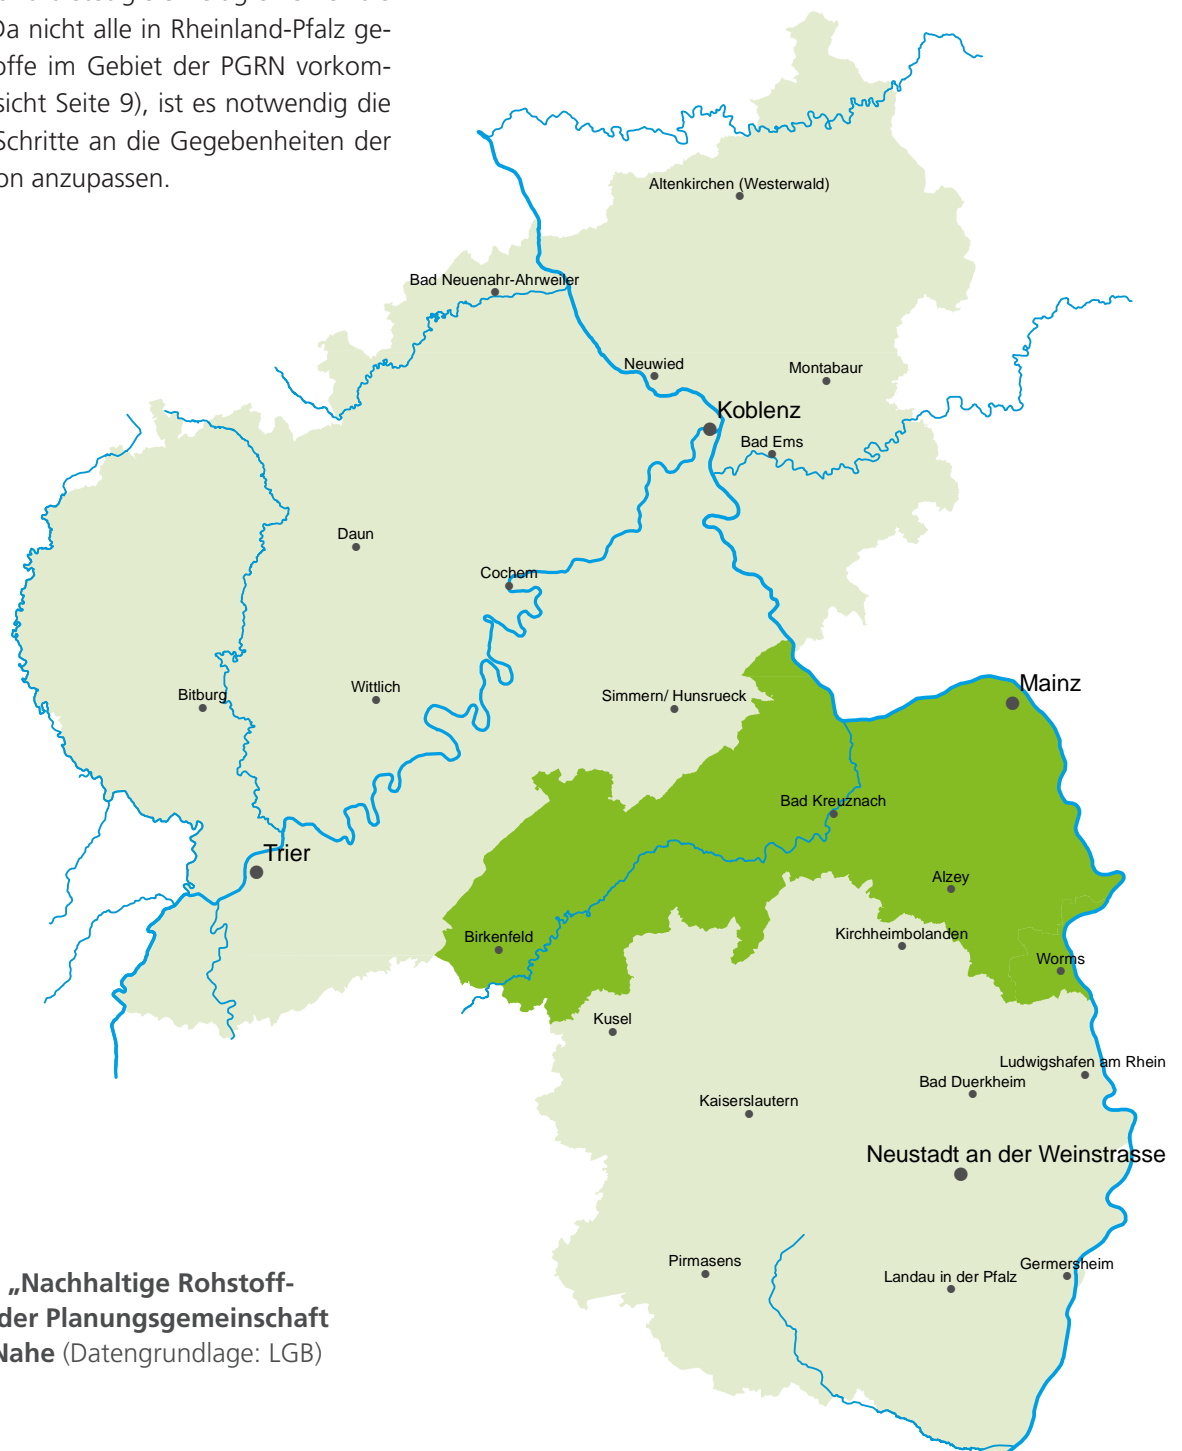 Da nicht alle in Rheinland-Pfalz ge-
offe im Gebiet der PGRN vorkom-
sicht Seite 9), ist es notwendig die
Schritte an die Gegebenheiten der
on anzupassen.
Altenkirchen (Westerwald)
Bad Neuenahr-Ahrweiler
Neuwied
Montabaur
Koblenz
Bad Ems
Daun
Cochem
Bitburg
Wittlich
Simmern/ Hunsrueck
Mainz
Bad Kreuznach
Trier
Alzey
Birkenfeld
Kirchheimbolanden
Worms
Kusel
Ludwigshafen am Rhein
Bad Duerkheim
Kaiserslautern
Neustadt an der Weinstrasse
Pirmasens
Landau in der Pfalz
Germersheim
„Nachhaltige Rohstoff-
der Planungsgemeinschaft
Nahe (Datengrundlage: LGB)